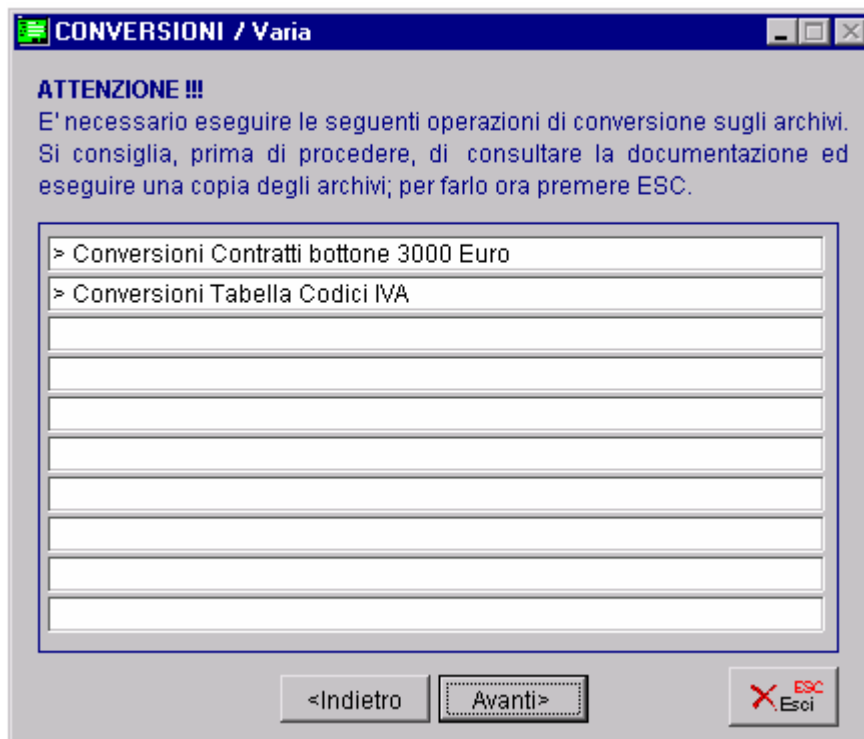 CONVERSIONI / Varia
ATTENZIONE !!!
E' necessario eseguire le seguenti operazioni di conversione sugli archivi.
Si consiglia, prima di procedere, di consultare la documentazione ed
eseguire una copia degli archivi; per farlo ora premere ESC.
> Conversioni Contratti bottone 3000 Euro
> Conversioni Tabella Codici IVA
<Indietro
Avanti>
ESC
Esci